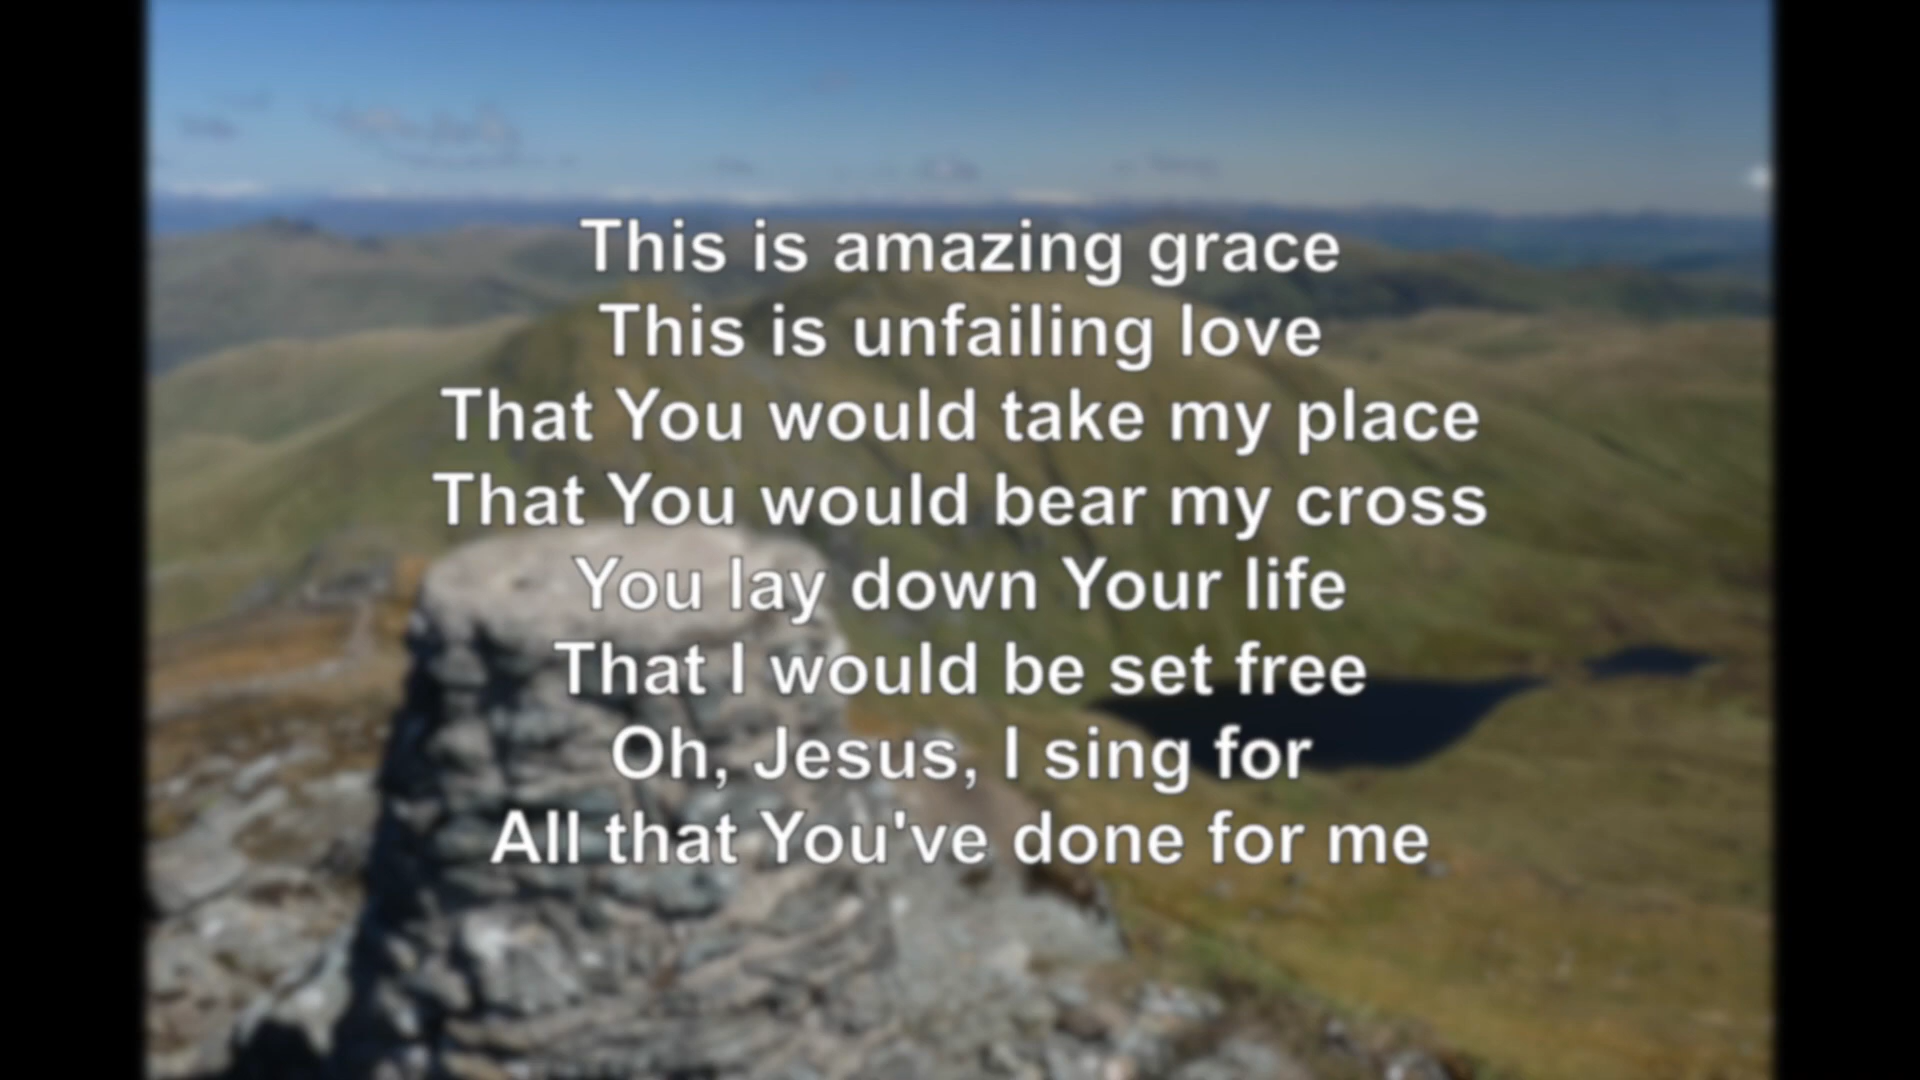 This is amazing grace
This is unfailing love
That You would take my place
That You would bear my cross
You lay down Your life
That I would be set free
Oh, Jesus, I sing for
All that You've done for me